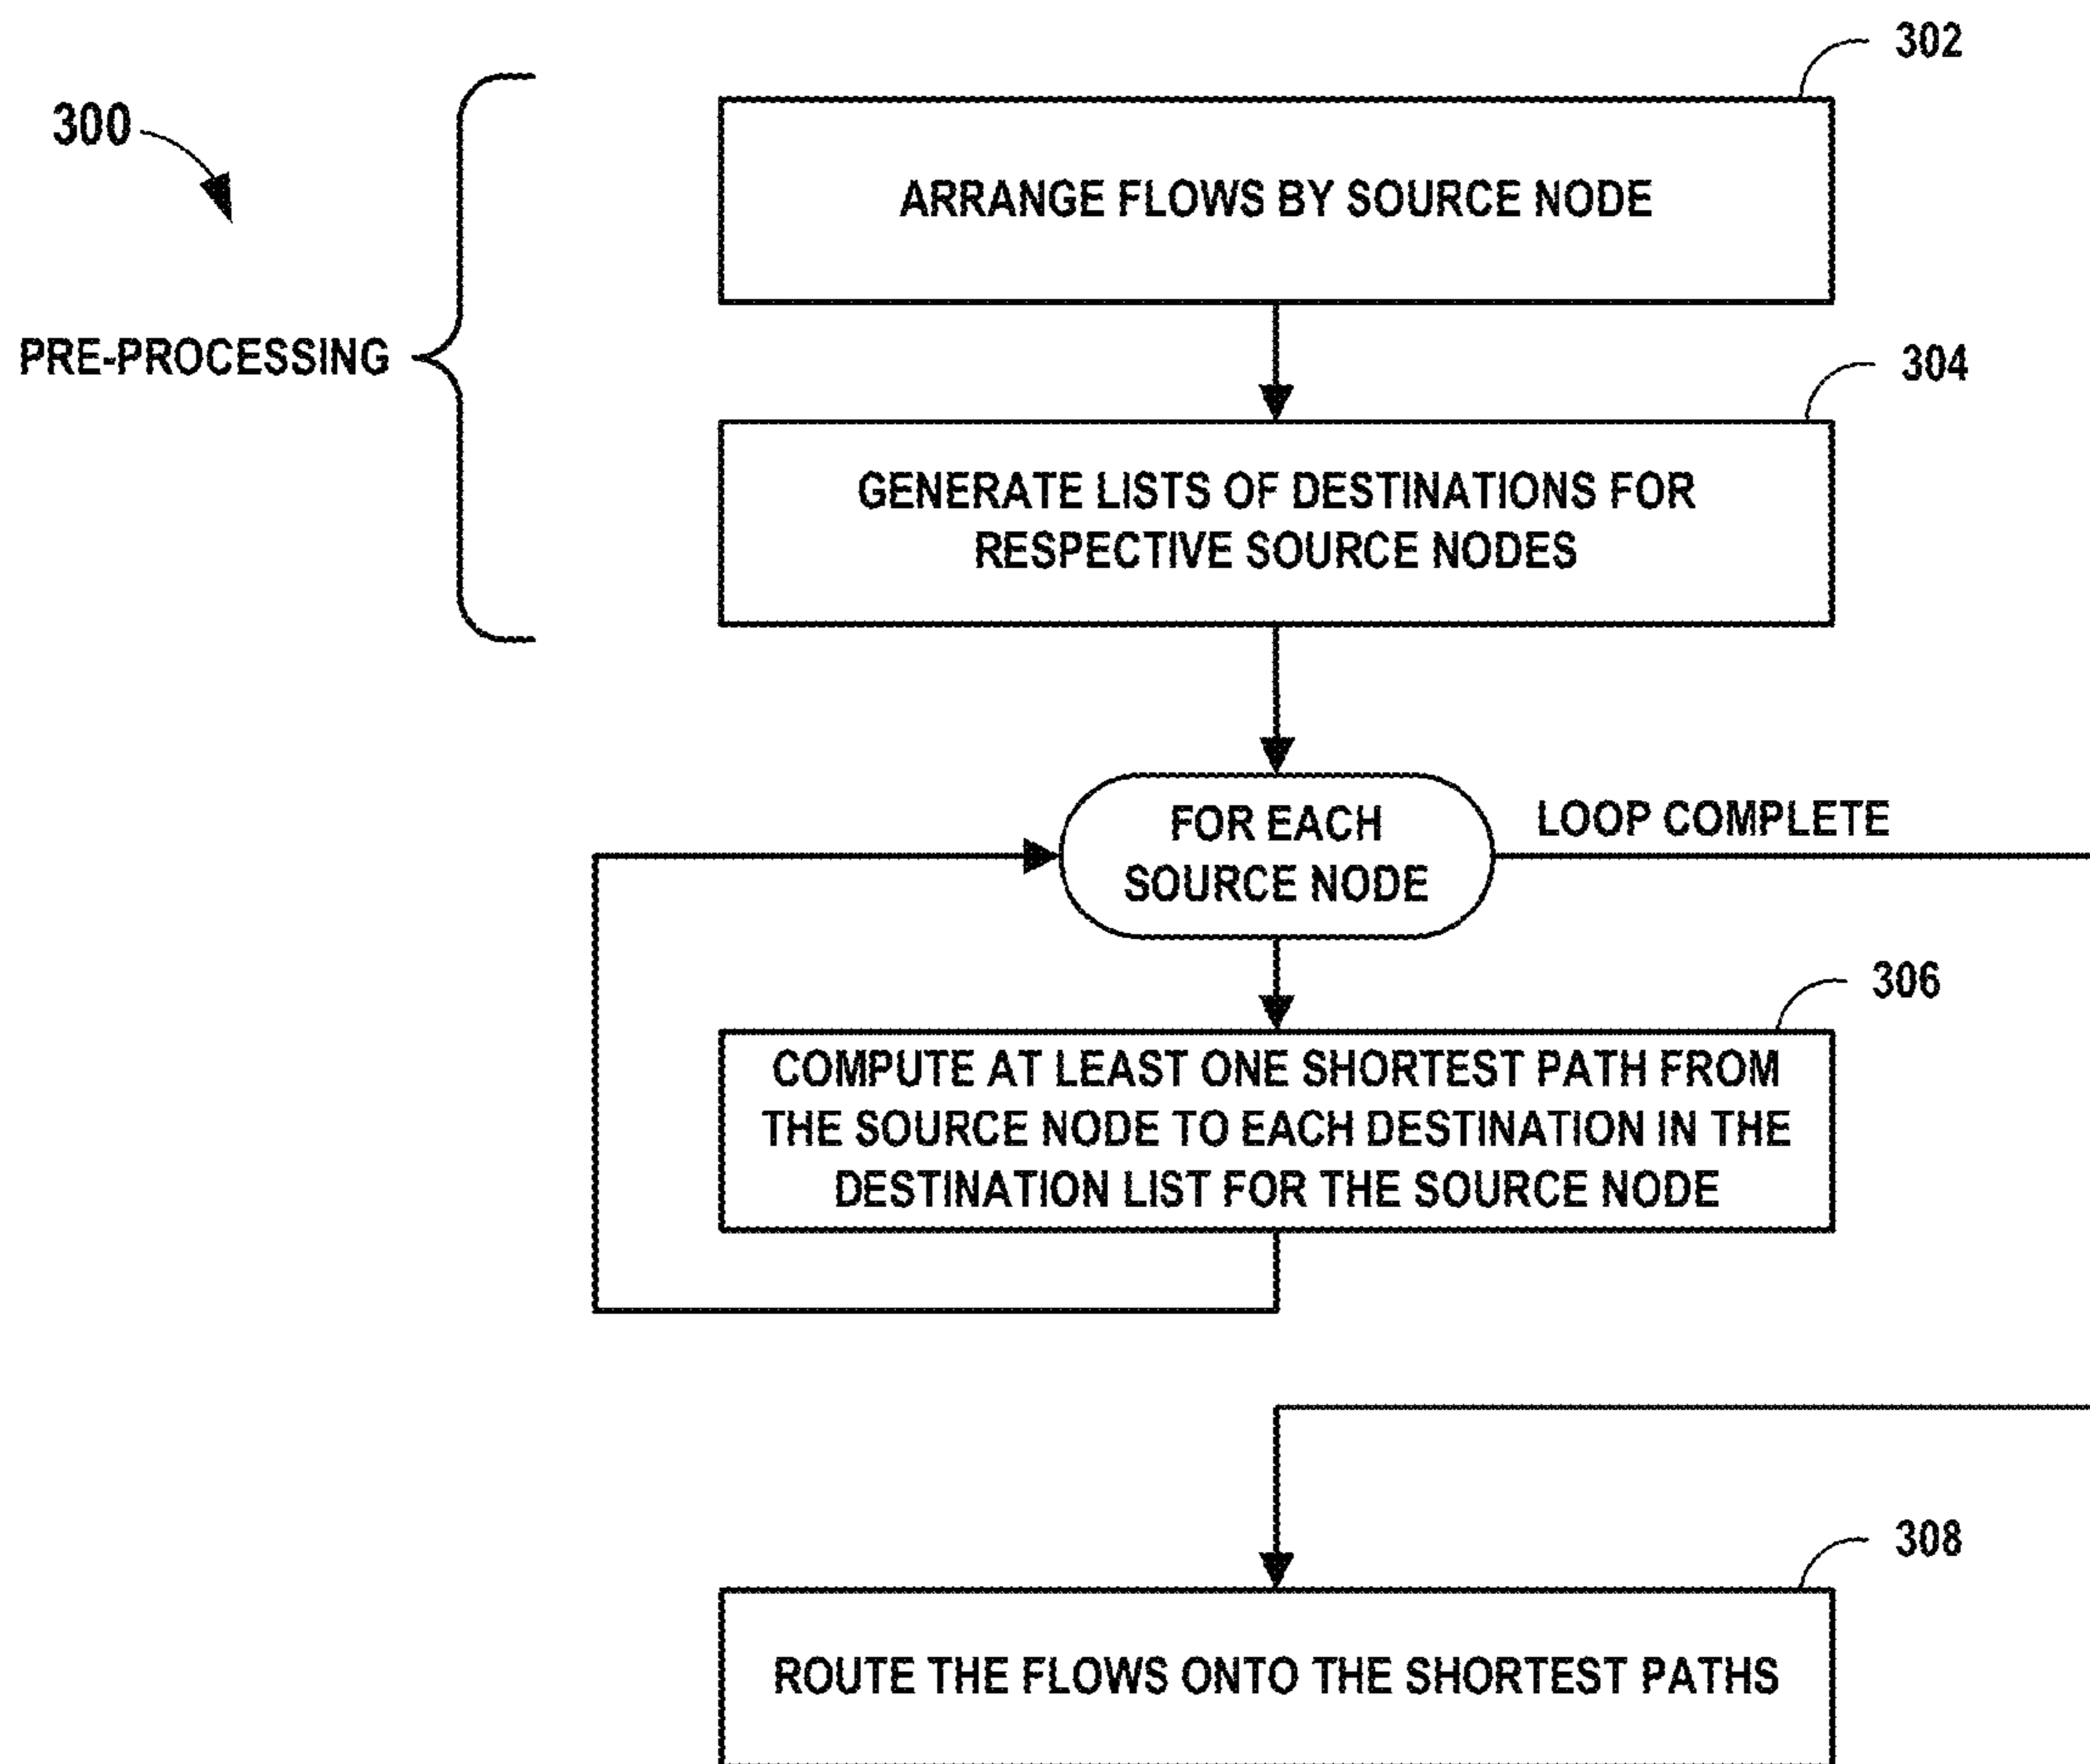 302
300
ARRANGE FLOWS BY SOURCE NODE
PRE-PROCESSING
304
GENERATE LISTS OF DESTINATIONS FOR
RESPECTIVE SOURCE NODES
FOR EACH
SOURCE NODE
LOOP COMPLETE
306
COMPUTE AT LEAST ONE SHORTEST PATH FROM
THE SOURCE NODE TO EACH DESTINATION IN THE
DESTINATION LIST FOR THE SOURCE NODE
308
ROUTE THE FLOWS ONTO THE SHORTEST PATHS